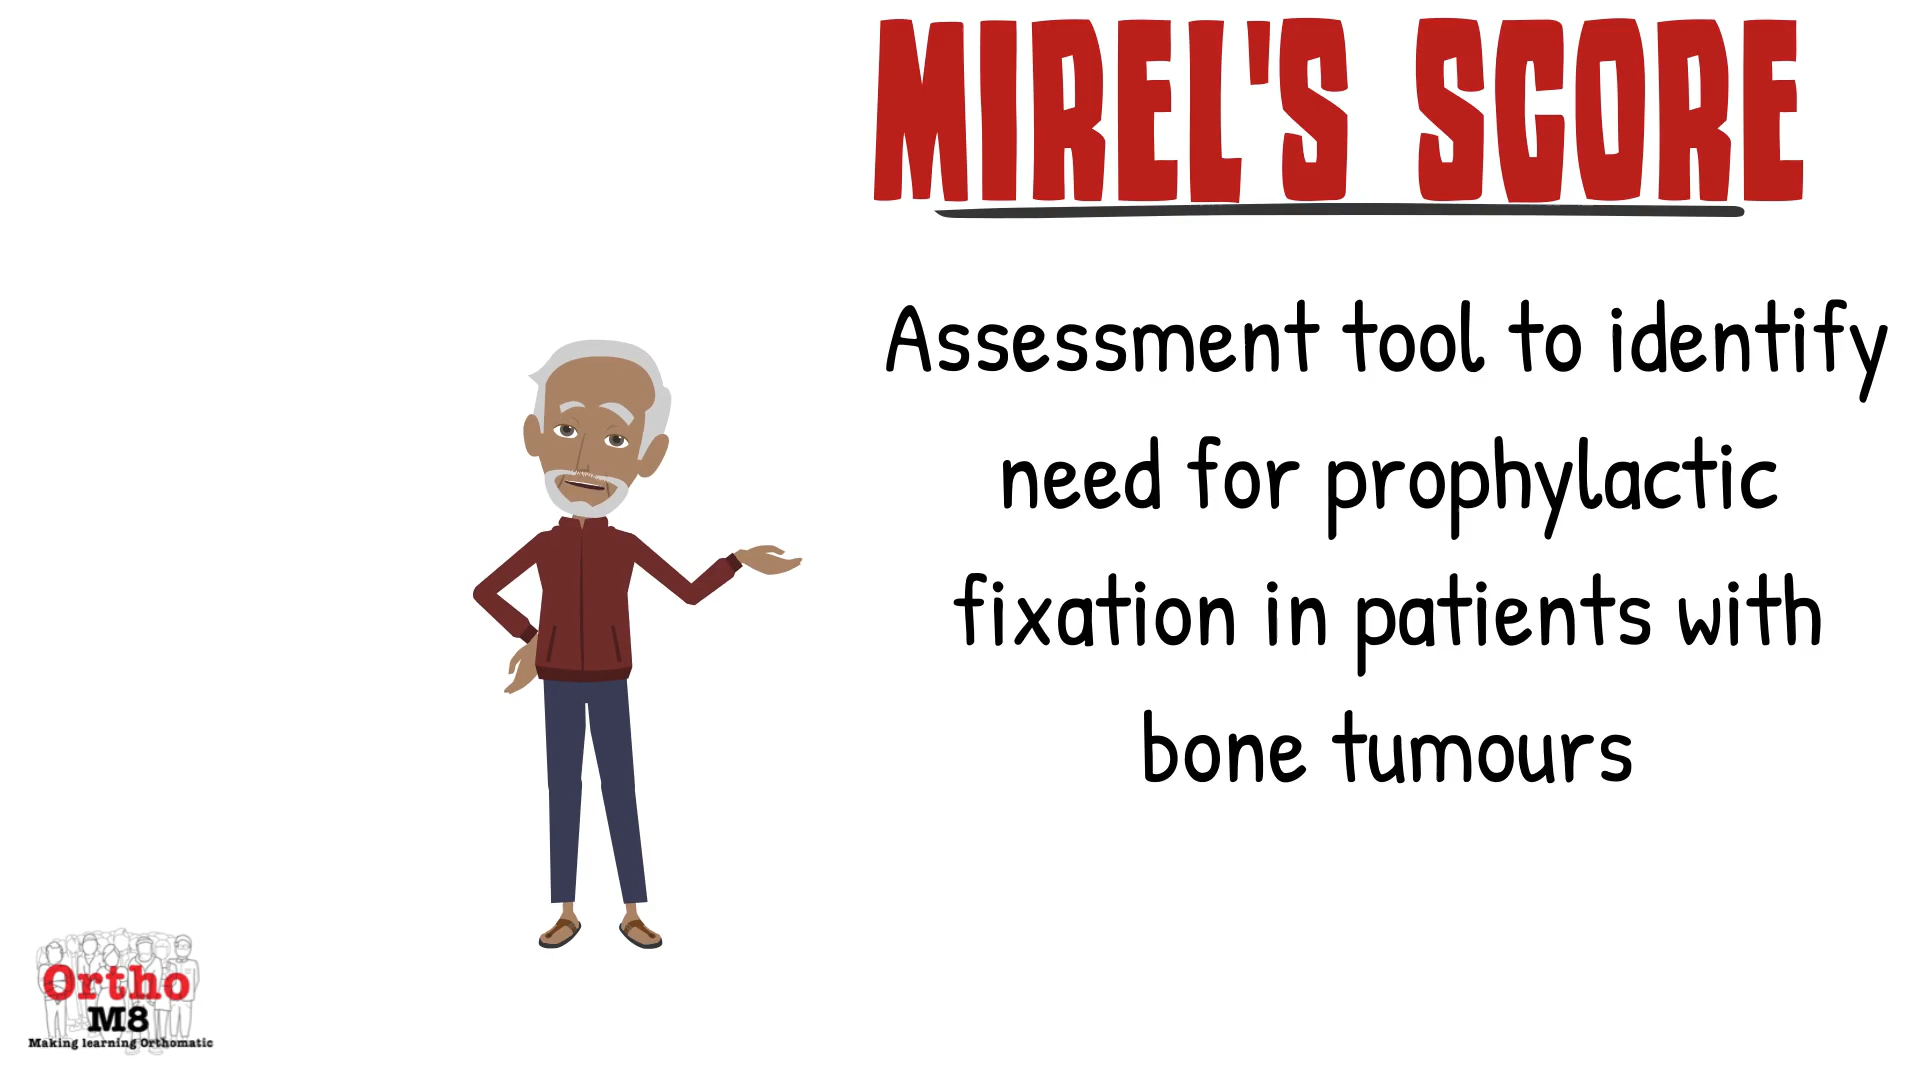 MIREL'S SCORE
Assessment tool to identify
need for prophylactic
fixation in patients with
bone tumours
Ortho
M8
Making learning Orthomatic